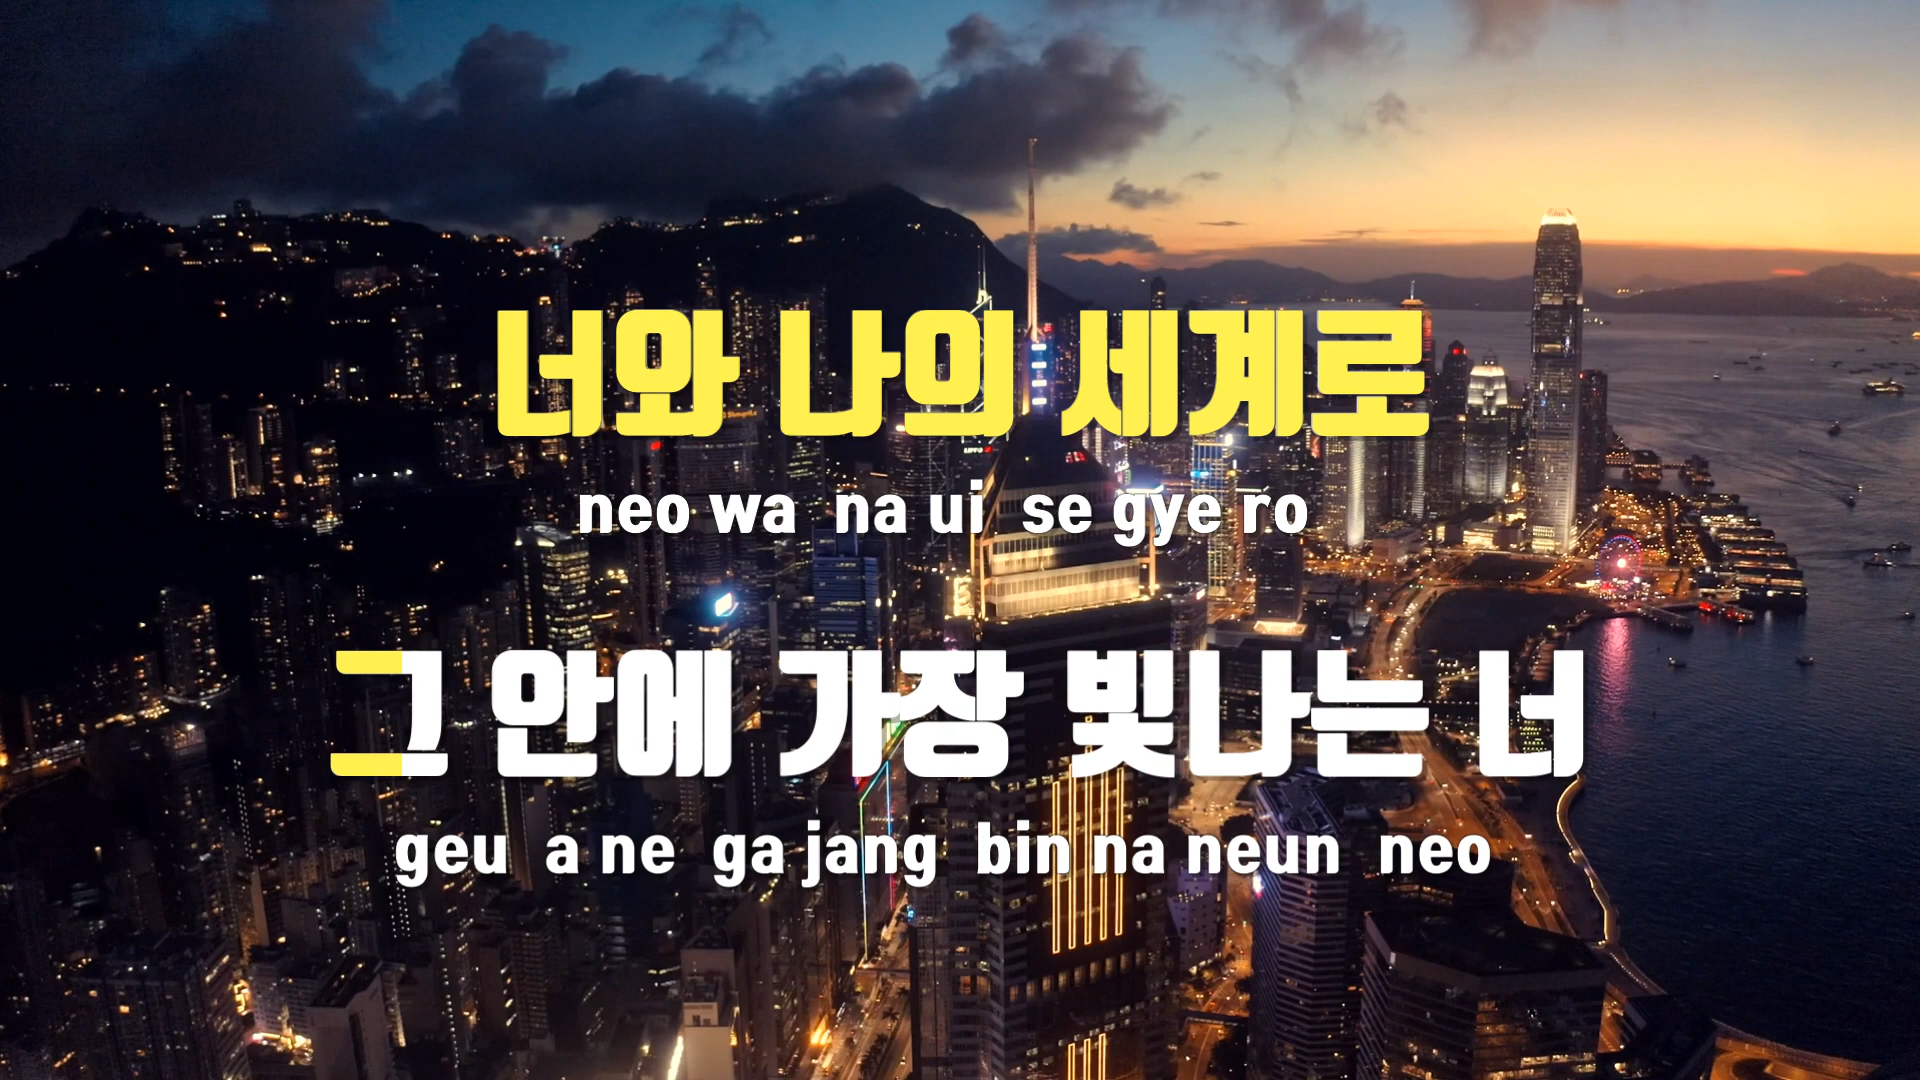 너와 나의 세계로
neo wa na ui se gye ro
그 안에 가장 빛나는 너
geu a ne ga jang bin na neun neo